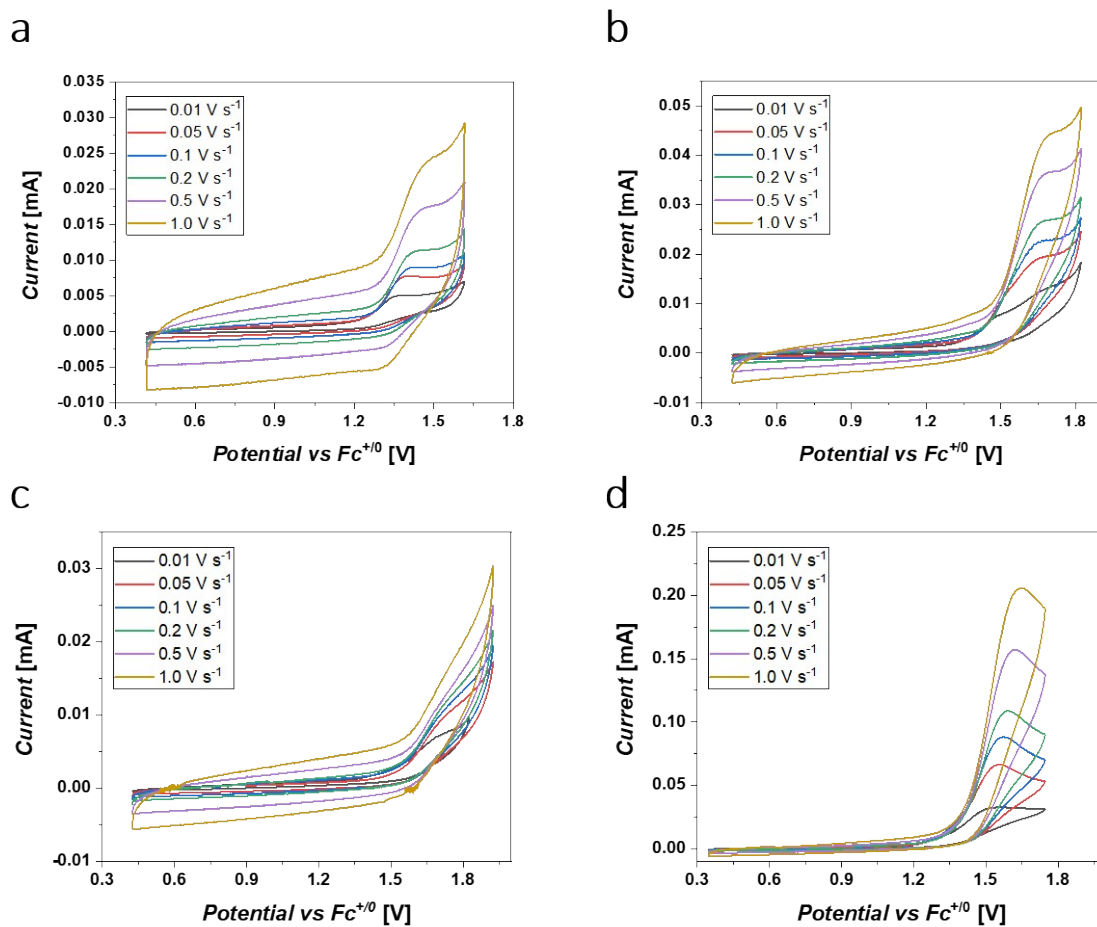 a
0.035
0.030
0.025
0.020
0.015
0.010
0.005
0.000
-0.005
-0.010
0.3
0.6
0.9
1.2
1.5
1.8
Current [mA]
Potential vs Fc⁺ᐟ⁰ [V]
0.01 V s⁻¹
0.05 V s⁻¹
0.1 V s⁻¹
0.2 V s⁻¹
0.5 V s⁻¹
1.0 V s⁻¹
b
0.05
0.04
0.03
0.02
0.01
0.00
-0.01
0.3
0.6
0.9
1.2
1.5
1.8
Current [mA]
Potential vs Fc⁺ᐟ⁰ [V]
0.01 V s⁻¹
0.05 V s⁻¹
0.1 V s⁻¹
0.2 V s⁻¹
0.5 V s⁻¹
1.0 V s⁻¹
c
0.03
0.02
0.01
0.00
-0.01
0.3
0.6
0.9
1.2
1.5
1.8
Current [mA]
Potential vs Fc⁺ᐟ⁰ [V]
0.01 V s⁻¹
0.05 V s⁻¹
0.1 V s⁻¹
0.2 V s⁻¹
0.5 V s⁻¹
1.0 V s⁻¹
d
0.25
0.20
0.15
0.10
0.05
0.00
0.3
0.6
0.9
1.2
1.5
1.8
Current [mA]
Potential vs Fc⁺ᐟ⁰ [V]
0.01 V s⁻¹
0.05 V s⁻¹
0.1 V s⁻¹
0.2 V s⁻¹
0.5 V s⁻¹
1.0 V s⁻¹